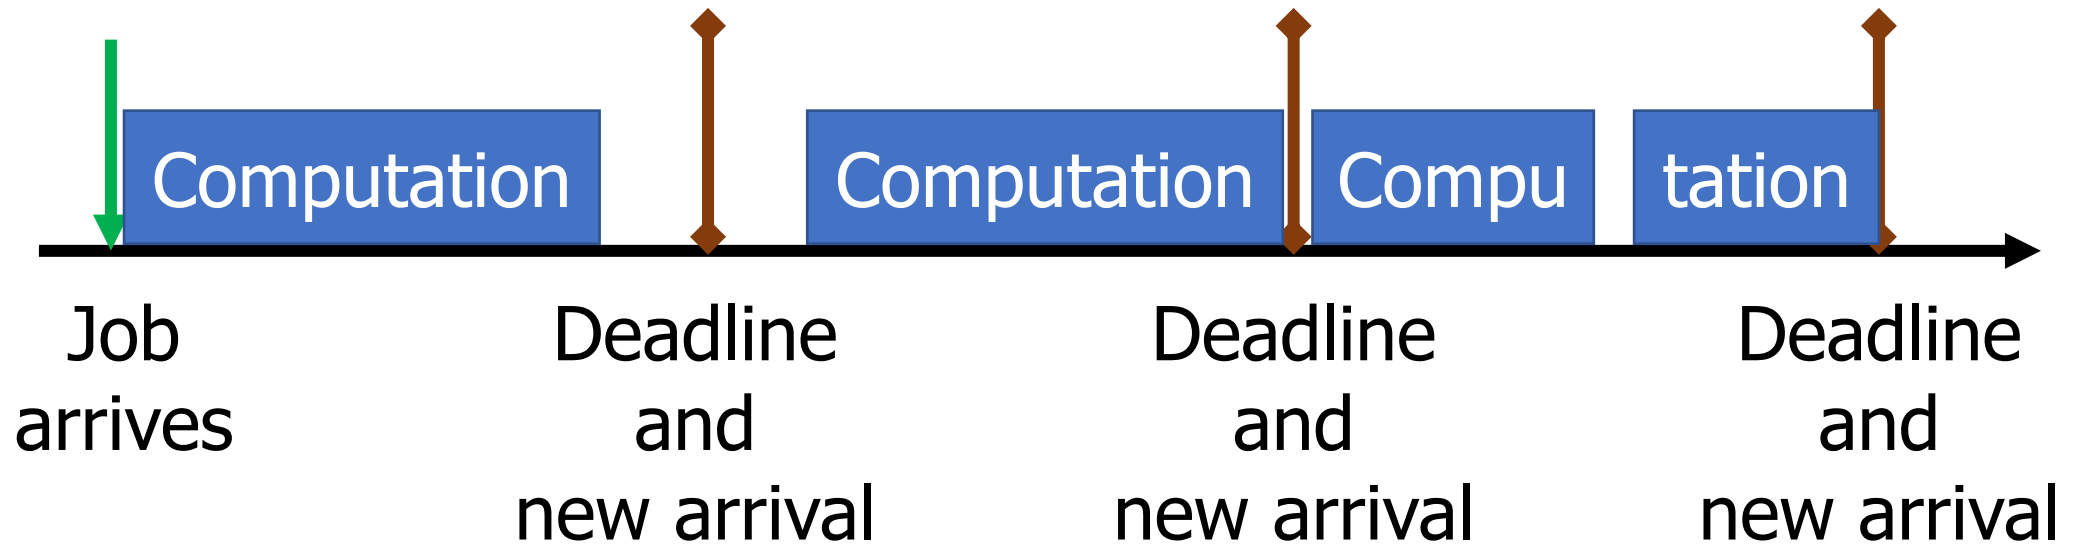 Computation
Computation
Compu
tation
Job
arrives
Deadline
and
new arrival
Deadline
and
new arrival
Deadline
and
new arrival